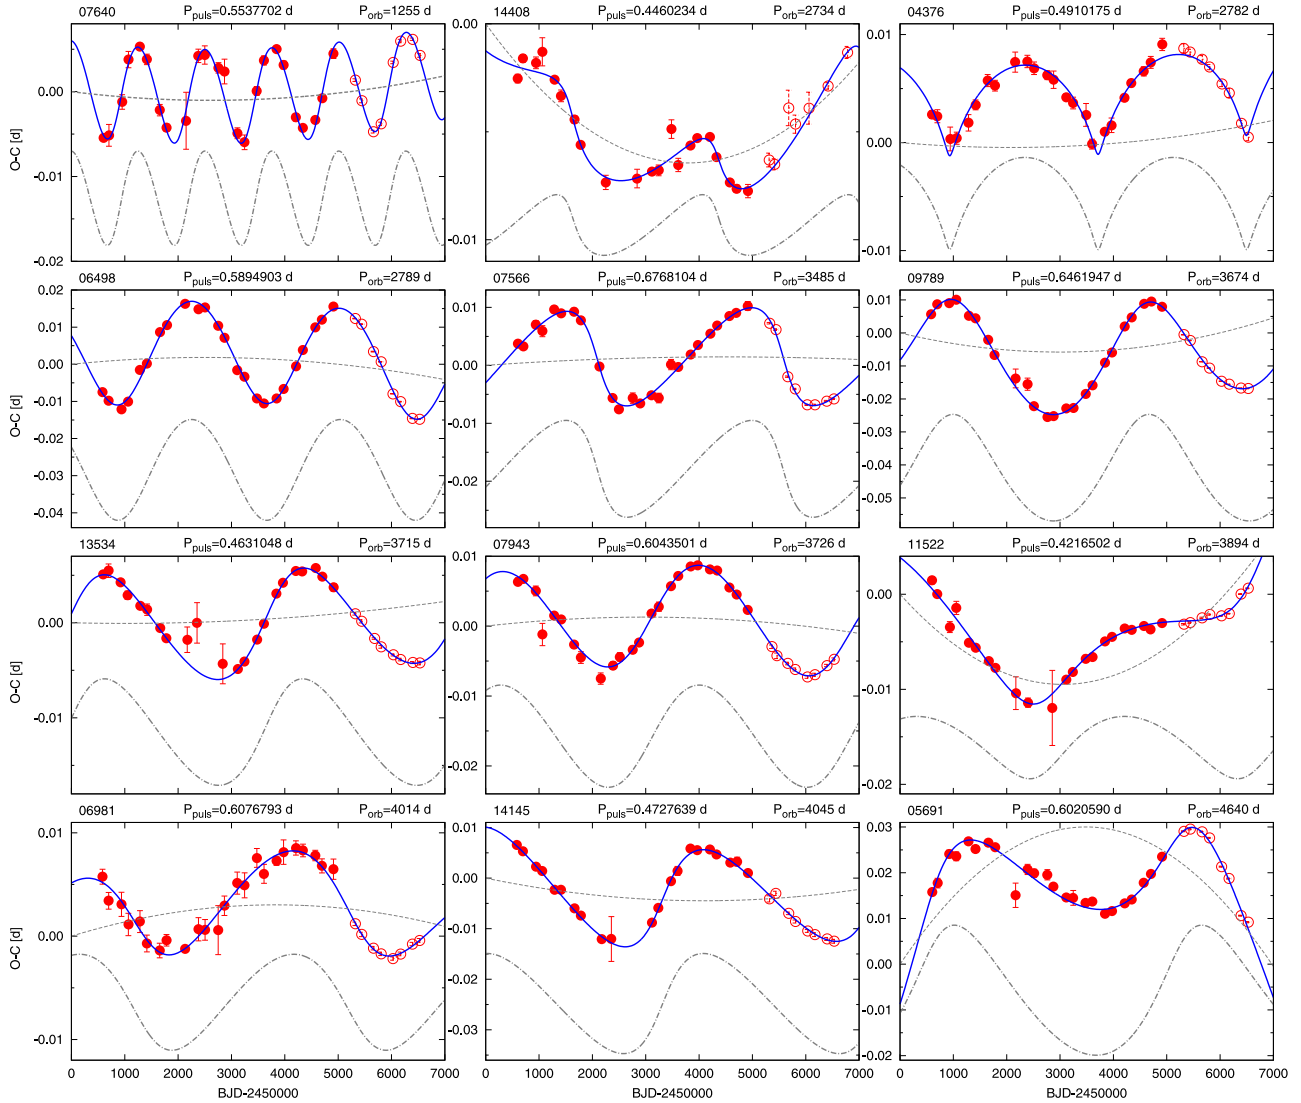 07640 P_puls=0.5537702 d P_orb=1255 d
14408 P_puls=0.4460234 d P_orb=2734 d
04376 P_puls=0.4910175 d P_orb=2782 d
O-C [d]
0.00
-0.01
-0.02
0.00
-0.01
0.01
0.00
-0.01
06498 P_puls=0.5894903 d P_orb=2789 d
07566 P_puls=0.6768104 d P_orb=3485 d
09789 P_puls=0.6461947 d P_orb=3674 d
O-C [d]
0.02
0.01
0.00
-0.01
-0.02
-0.03
-0.04
0.01
0.00
-0.01
-0.02
0.01
0.00
-0.01
-0.02
-0.03
-0.04
-0.05
13534 P_puls=0.4631048 d P_orb=3715 d
07943 P_puls=0.6043501 d P_orb=3726 d
11522 P_puls=0.4216502 d P_orb=3894 d
O-C [d]
0.00
-0.01
0.01
0.00
-0.01
-0.02
0.00
-0.01
-0.02
06981 P_puls=0.6076793 d P_orb=4014 d
14145 P_puls=0.4727639 d P_orb=4045 d
05691 P_puls=0.6020590 d P_orb=4640 d
O-C [d]
0.01
0.00
-0.01
0.01
0.00
-0.01
-0.02
-0.03
0.03
0.02
0.01
0.00
-0.01
-0.02
0 1000 2000 3000 4000 5000 6000 7000
0 1000 2000 3000 4000 5000 6000 7000
0 1000 2000 3000 4000 5000 6000 7000
BJD-2450000
BJD-2450000
BJD-2450000